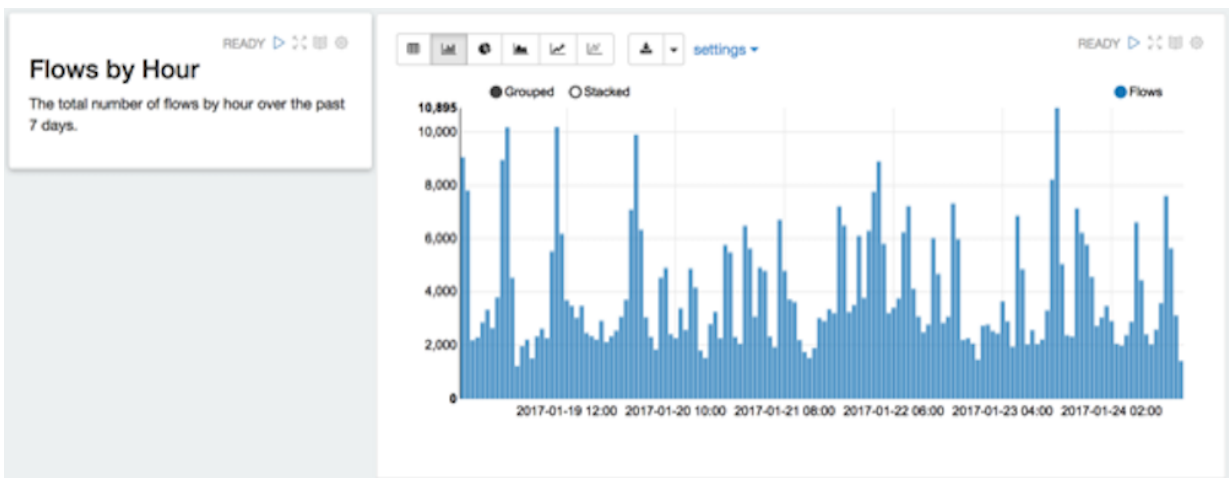 READY
Flows by Hour
The total number of flows by hour over the past
7 days.
settings
READY
Grouped Stacked
Flows
10,895
10,000
8,000
6,000
4,000
2,000
0
2017-01-19 12:00 2017-01-20 10:00 2017-01-21 08:00 2017-01-22 06:00 2017-01-23 04:00 2017-01-24 02:00